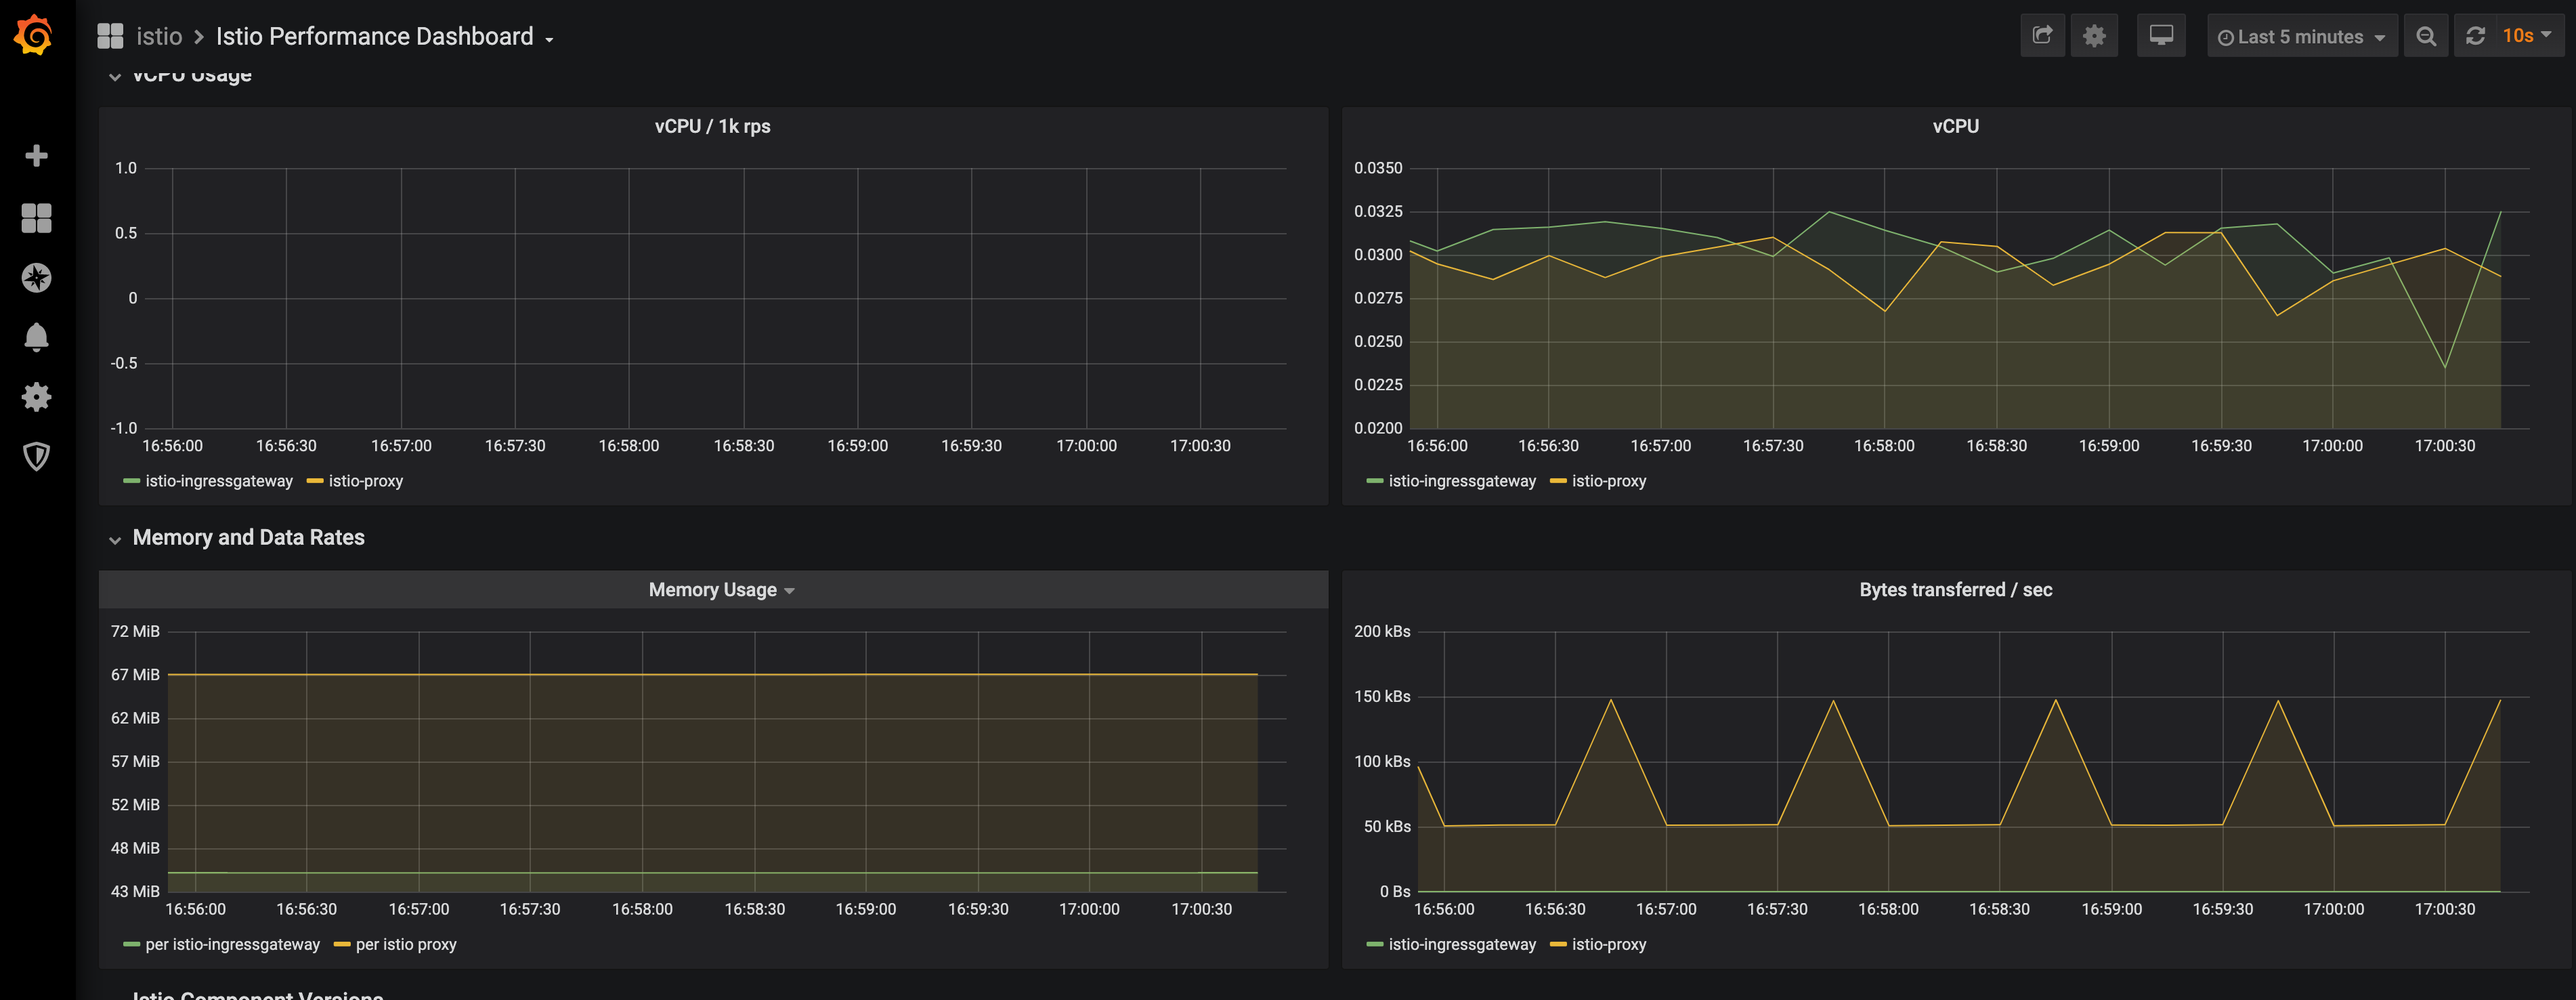 istio > Istio Performance Dashboard
Last 5 minutes
10s
vCPU Usage
vCPU / 1k rps
1.0
0.5
0
-0.5
-1.0
16:56:00 16:56:30 16:57:00 16:57:30 16:58:00 16:58:30 16:59:00 16:59:30 17:00:00 17:00:30
istio-ingressgateway istio-proxy
vCPU
0.0350
0.0325
0.0300
0.0275
0.0250
0.0225
0.0200
16:56:00 16:56:30 16:57:00 16:57:30 16:58:00 16:58:30 16:59:00 16:59:30 17:00:00 17:00:30
istio-ingressgateway istio-proxy
Memory and Data Rates
Memory Usage
72 MiB
67 MiB
62 MiB
57 MiB
52 MiB
48 MiB
43 MiB
16:56:00 16:56:30 16:57:00 16:57:30 16:58:00 16:58:30 16:59:00 16:59:30 17:00:00 17:00:30
per istio-ingressgateway per istio proxy
Bytes transferred / sec
200 kBs
150 kBs
100 kBs
50 kBs
0 Bs
16:56:00 16:56:30 16:57:00 16:57:30 16:58:00 16:58:30 16:59:00 16:59:30 17:00:00 17:00:30
istio-ingressgateway istio-proxy
Istio Component Versions